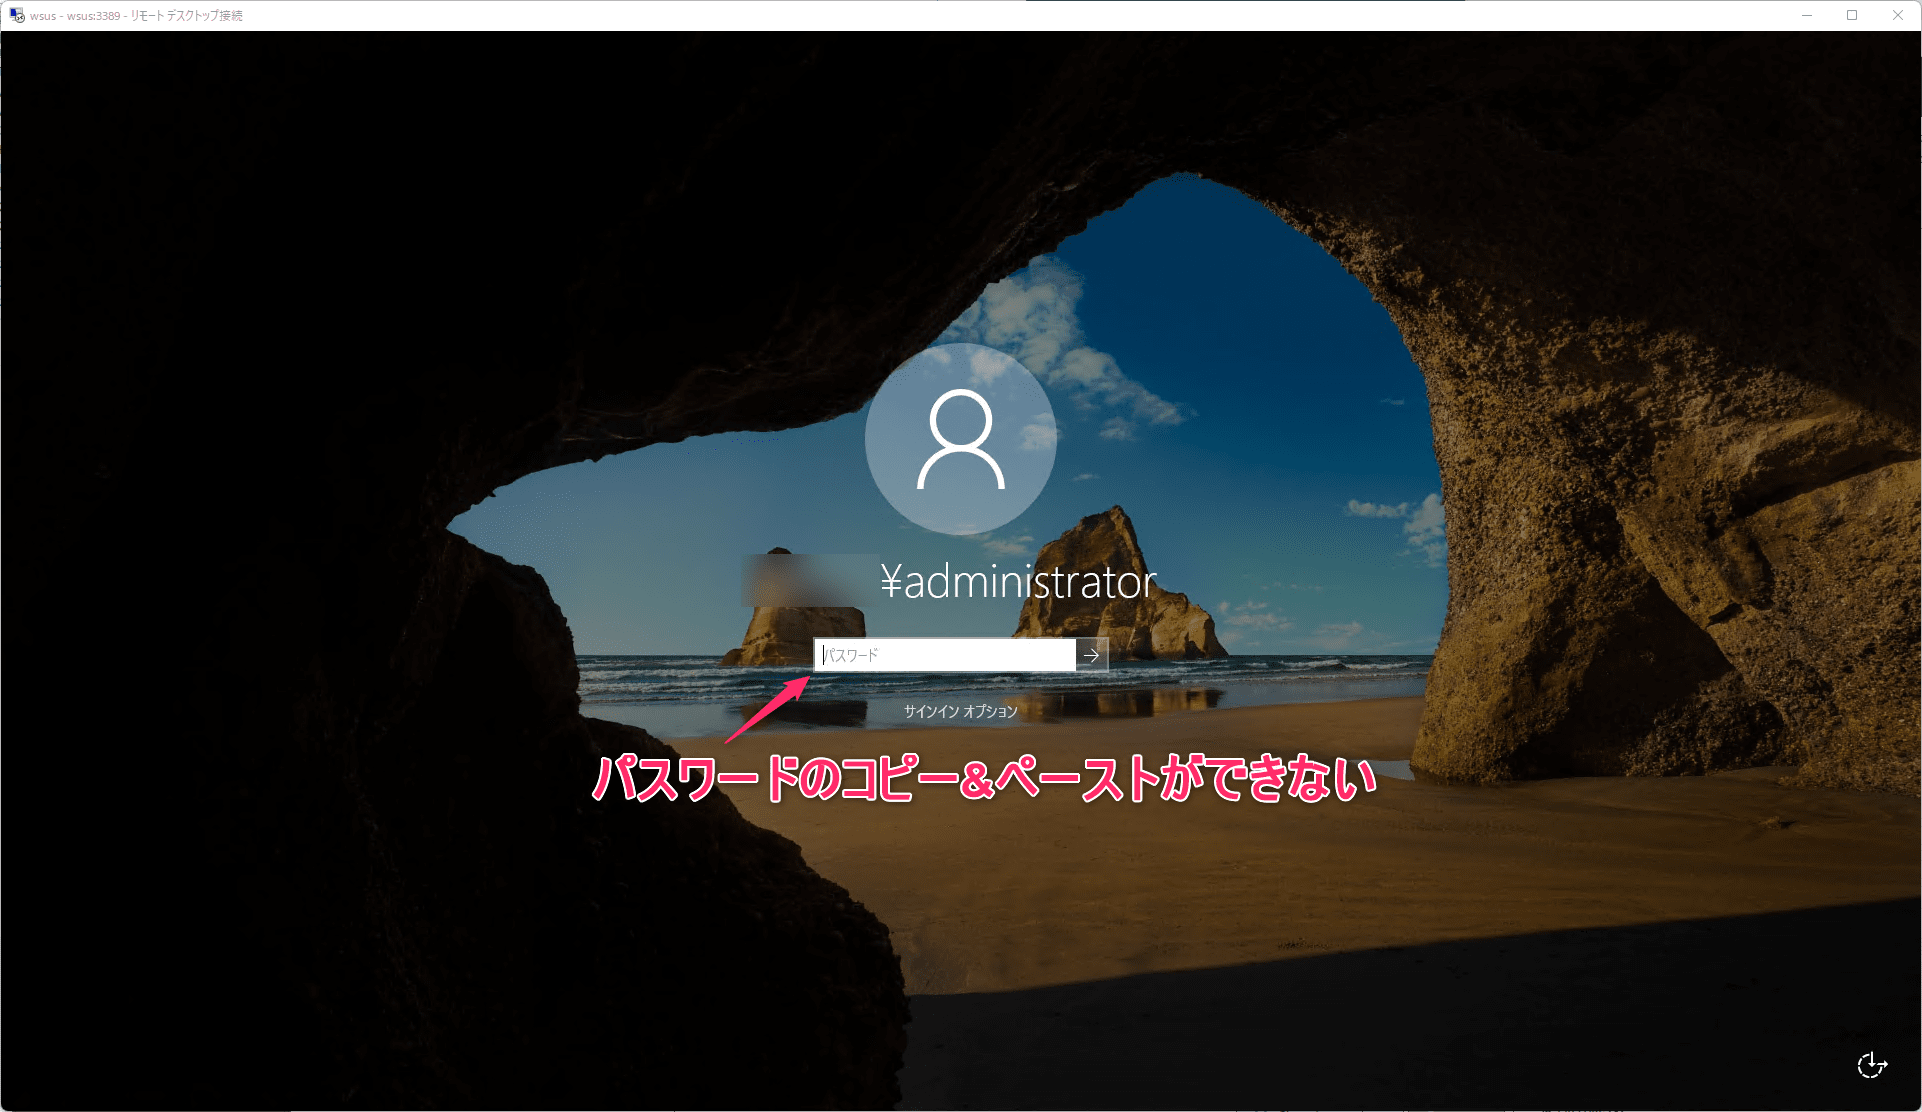 wsus - wsus:3389 - リモート デスクトップ接続
¥administrator
パスワード
サインイン オプション
パスワードのコピー&ペーストができない